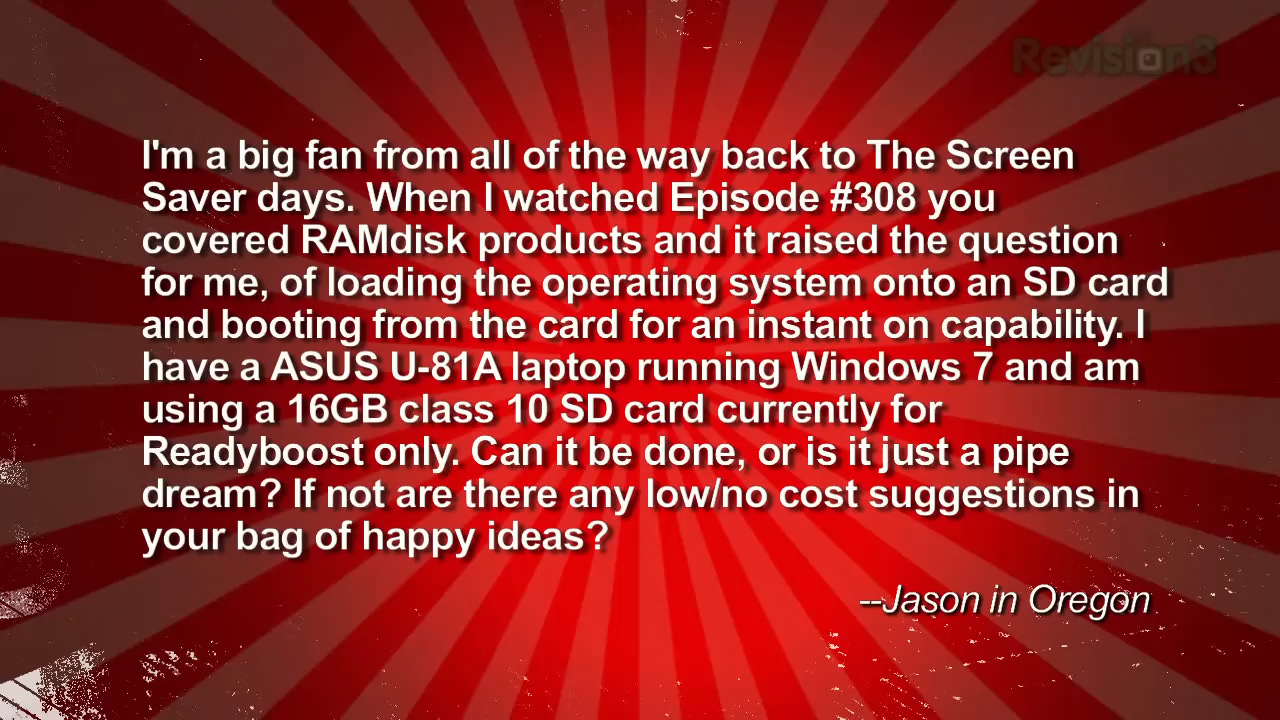 Revision3
I'm a big fan from all of the way back to The Screen
Saver days. When I watched Episode #308 you
covered RAMdisk products and it raised the question
for me, of loading the operating system onto an SD card
and booting from the card for an instant on capability. I
have a ASUS U-81A laptop running Windows 7 and am
using a 16GB class 10 SD card currently for
Readyboost only. Can it be done, or is it just a pipe
dream? If not are there any low/no cost suggestions in
your bag of happy ideas?
--Jason in Oregon